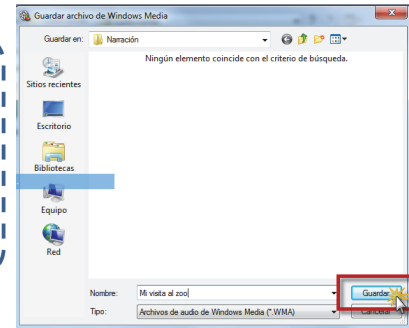 Guardar archivo de Windows Media
Guardar en: Narración
Ningún elemento coincide con el criterio de búsqueda.
Sitios recientes
Escritorio
Bibliotecas
Equipo
Red
Nombre: Mi visita al zoo Guardar
Tipo: Archivos de audio de Windows Media (*.WMA) Cancelar